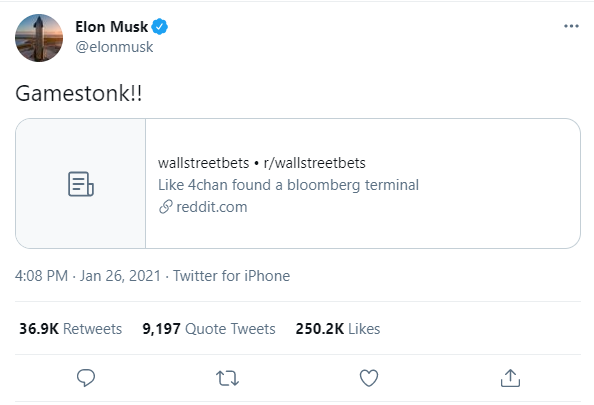 Elon Musk
@elonmusk
Gamestonk!!
wallstreetbets • r/wallstreetbets
Like 4chan found a bloomberg terminal
reddit.com
4:08 PM · Jan 26, 2021 · Twitter for iPhone
36.9K Retweets 9,197 Quote Tweets 250.2K Likes